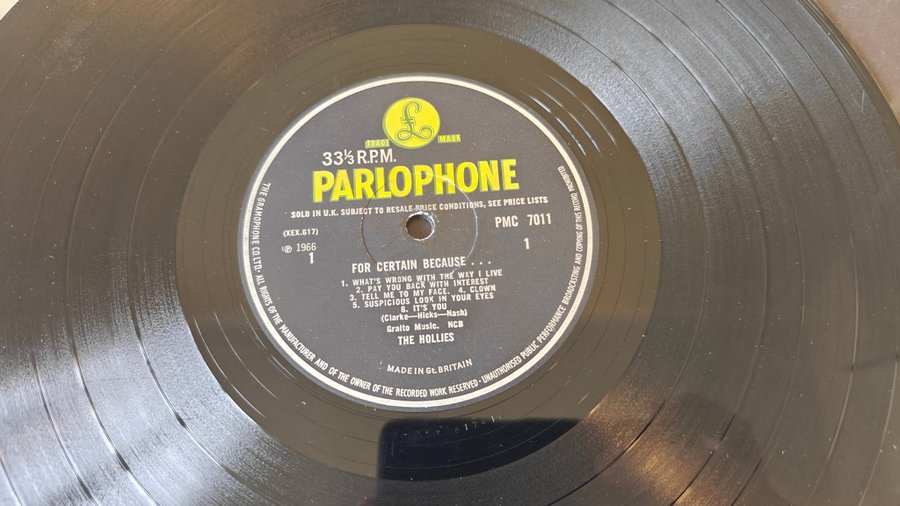 TRADE MARK
33⅓ R.P.M.
PARLOPHONE
SOLD IN U.K. SUBJECT TO RESALE PRICE CONDITIONS, SEE PRICE LISTS
(XEX.617) PMC 7011
℗ 1966
1 1
FOR CERTAIN BECAUSE . . .
1. WHAT'S WRONG WITH THE WAY I LIVE
2. PAY YOU BACK WITH INTEREST
3. TELL ME TO MY FACE. 4. CLOWN
5. SUSPICIOUS LOOK IN YOUR EYES
6. IT'S YOU
(Clarke—Hicks—Nash)
Gralto Music. NCB
THE HOLLIES
MADE IN Gt. BRITAIN
THE GRAMOPHONE CO. LTD. ALL RIGHTS OF THE MANUFACTURER AND OF THE OWNER OF THE RECORDED WORK RESERVED · UNAUTHORISED PUBLIC PERFORMANCE BROADCASTING AND COPYING OF THIS RECORD PROHIBITED